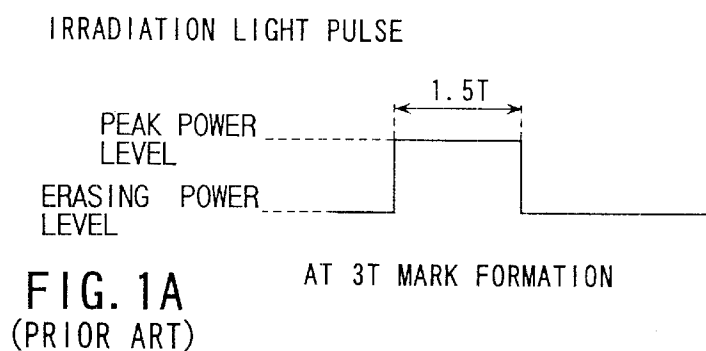 IRRADIATION LIGHT PULSE
1.5T
PEAK POWER
LEVEL
ERASING POWER
LEVEL
AT 3T MARK FORMATION
FIG. 1A
(PRIOR ART)